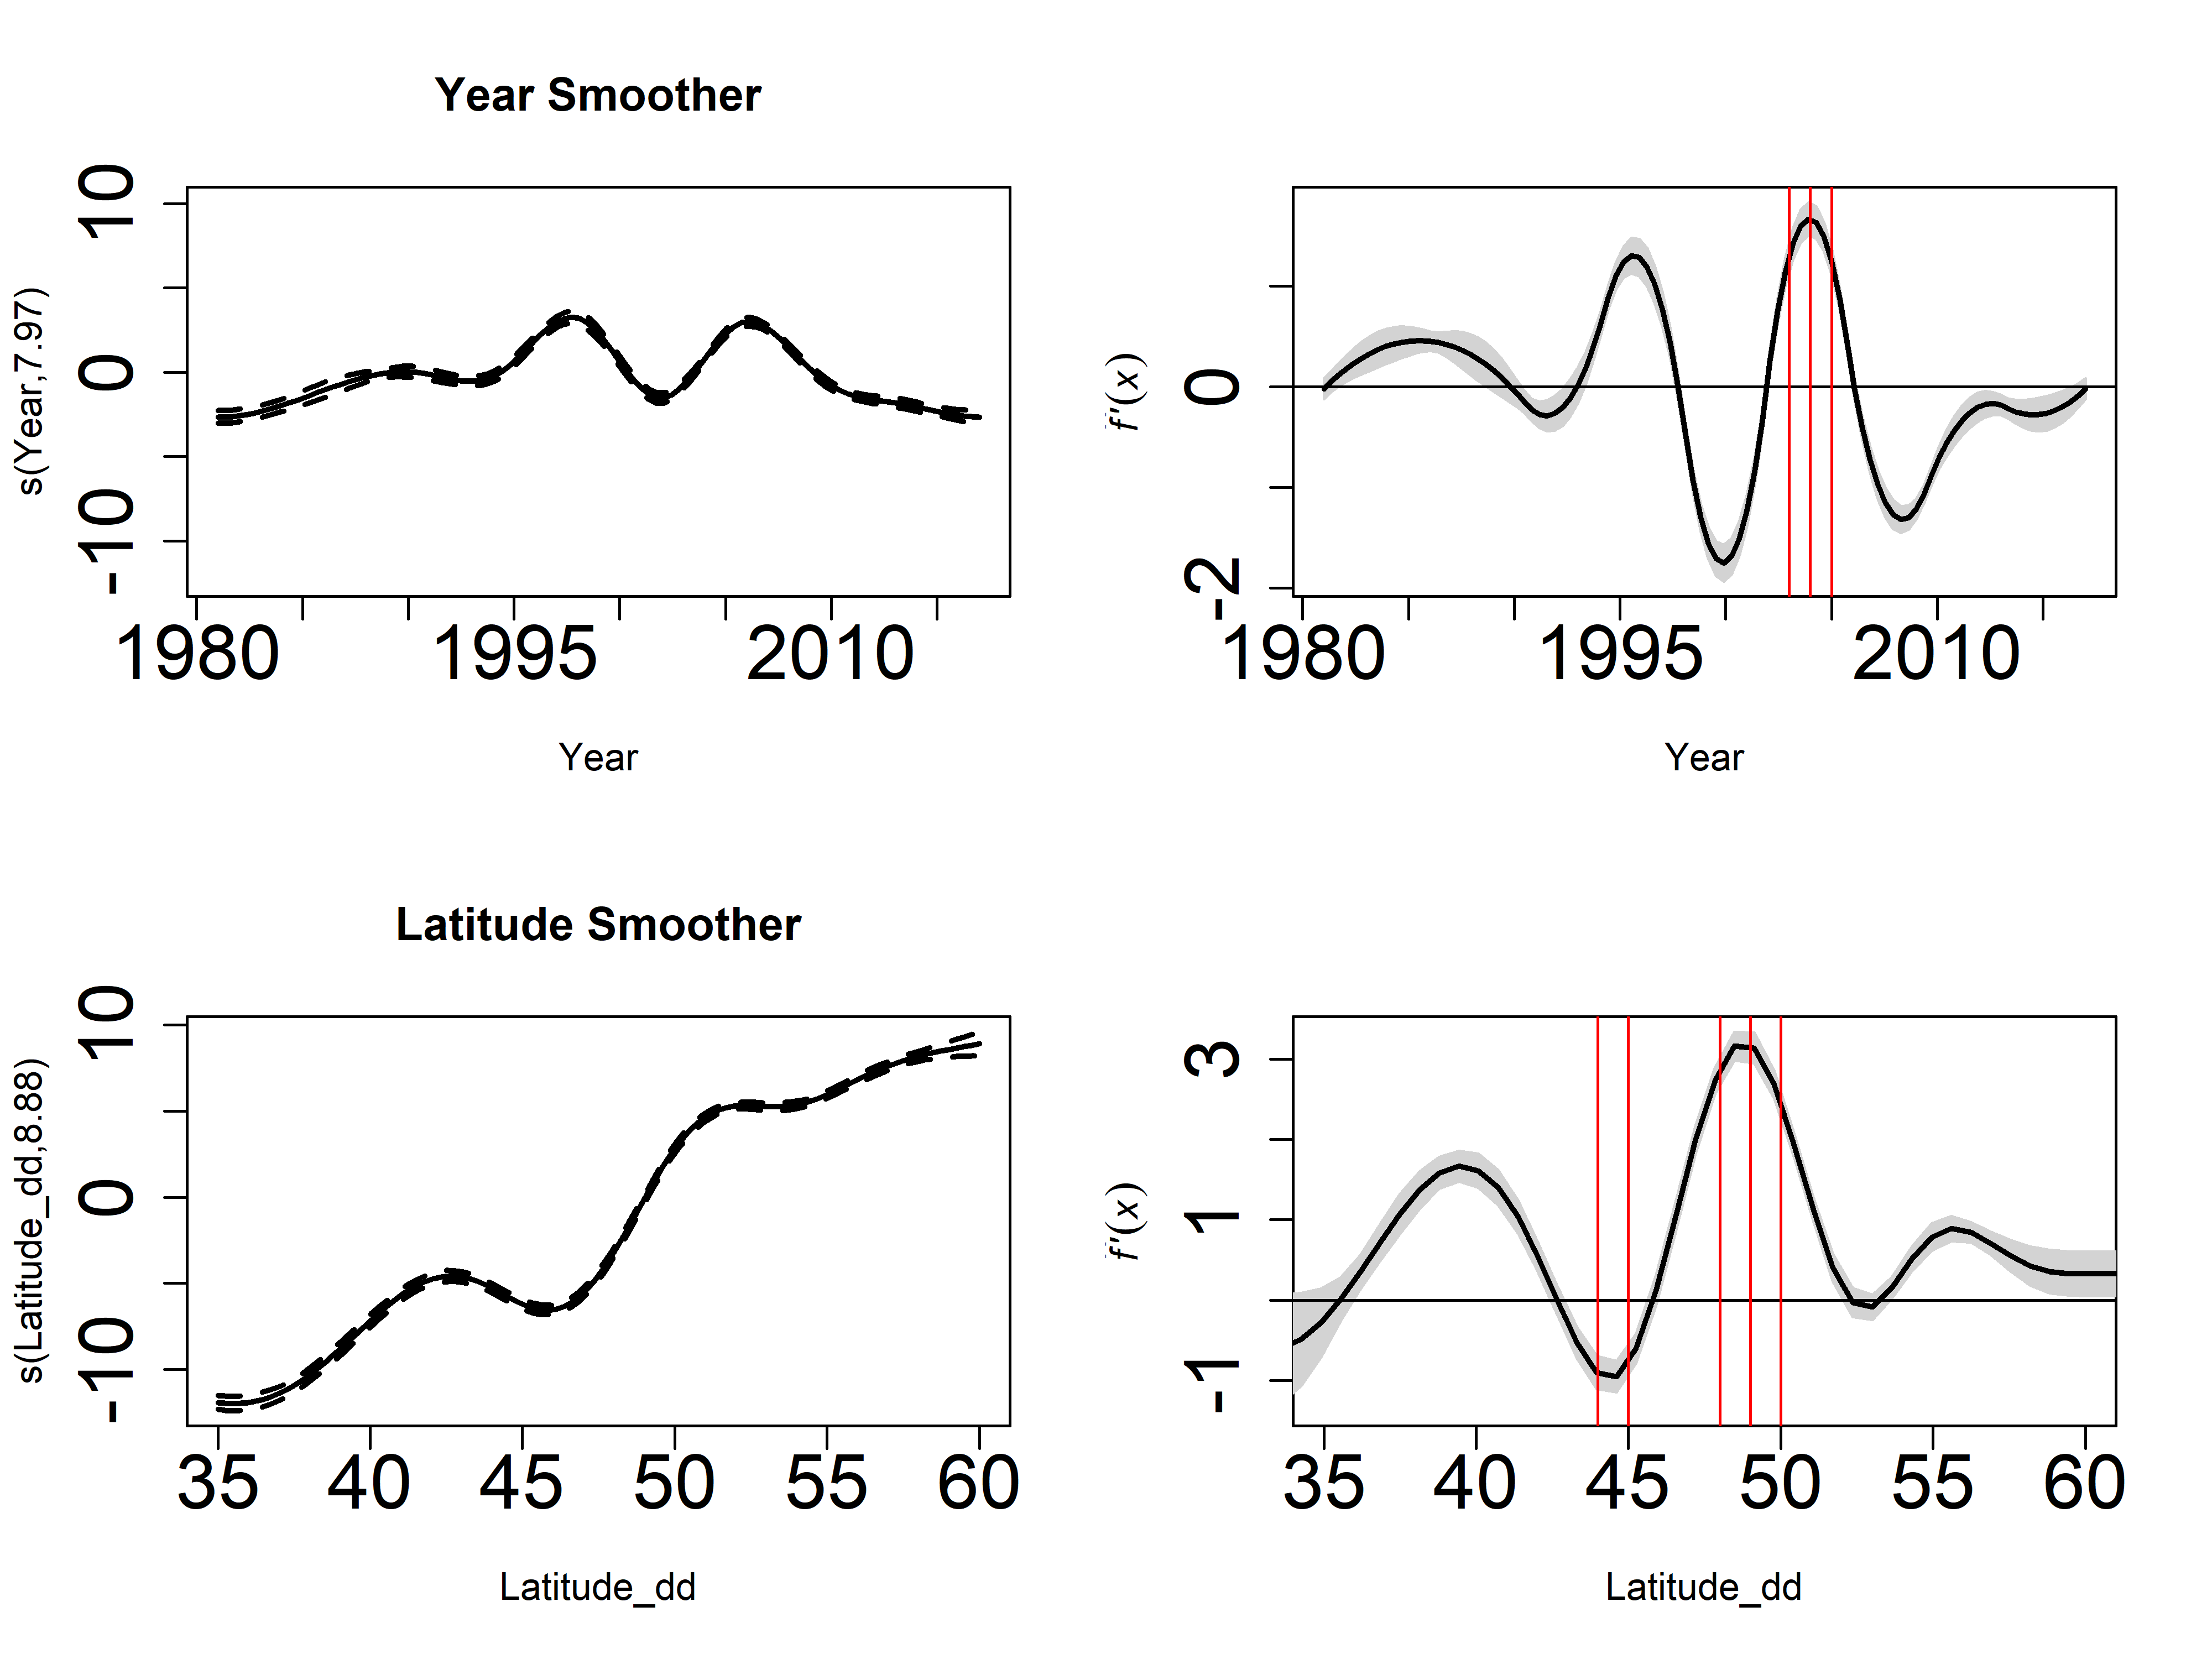 Year Smoother
s(Year,7.97)
10
0
-10
1980 1995 2010
Year
f'(x)
0
-2
1980 1995 2010
Year
Latitude Smoother
s(Latitude_dd,8.88)
10
0
-10
35 40 45 50 55 60
Latitude_dd
f'(x)
3
1
-1
35 40 45 50 55 60
Latitude_dd